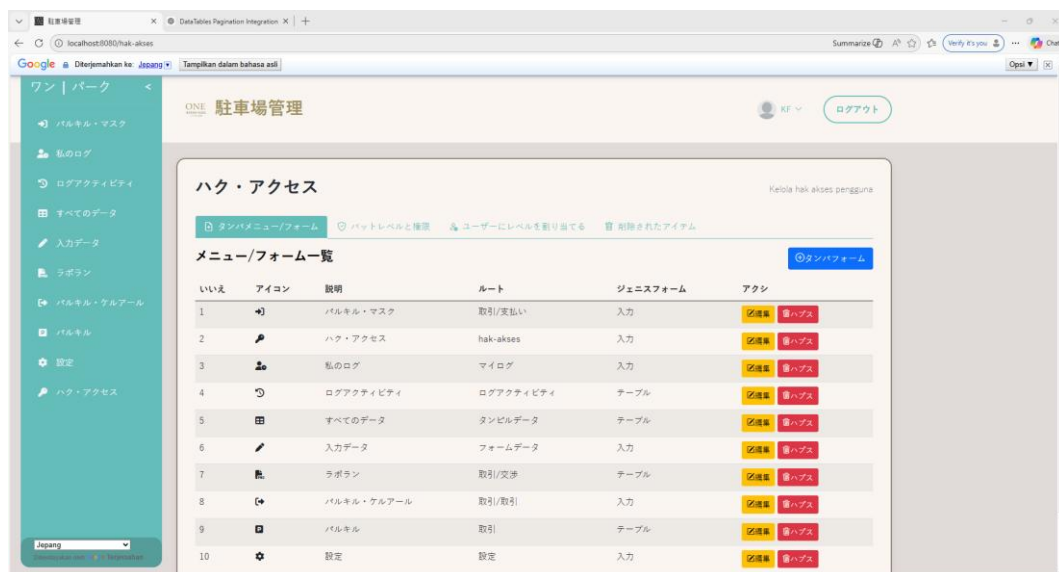 駐車場管理
DataTables Pagination Integration
localhost:8080/hak-akses
Summarize
Verify it's you
Chat
Google Diterjemahkan ke: Jepang Tampilkan dalam bahasa asli
Opsi ▼
ワン | パーク <
ONE 駐車場管理
KF
ログアウト
パルキル・マスク
私のログ
ログアクティビティ
すべてのデータ
入力データ
ラポラン
パルキル・ケルアール
パルキル
設定
ハク・アクセス
Jepang
ハク・アクセス
Kelola hak akses pengguna
タンバメニュー/フォーム
バットレベルと権限
ユーザーにレベルを割り当てる
削除されたアイテム
メニュー/フォーム一覧
タンバフォーム
いいえ アイコン 説明 ルート ジェニスフォーム アクシ
1 パルキル・マスク 取引/支払い 入力 編集 ハプス
2 ハク・アクセス hak-akses 入力 編集 ハプス
3 私のログ マイログ 入力 編集 ハプス
4 ログアクティビティ ログアクティビティ テーブル 編集 ハプス
5 すべてのデータ タンピルデータ テーブル 編集 ハプス
6 入力データ フォームデータ 入力 編集 ハプス
7 ラポラン 取引/交渉 テーブル 編集 ハプス
8 パルキル・ケルアール 取引/取引 入力 編集 ハプス
9 パルキル 取引 テーブル 編集 ハプス
10 設定 設定 入力 編集 ハプス